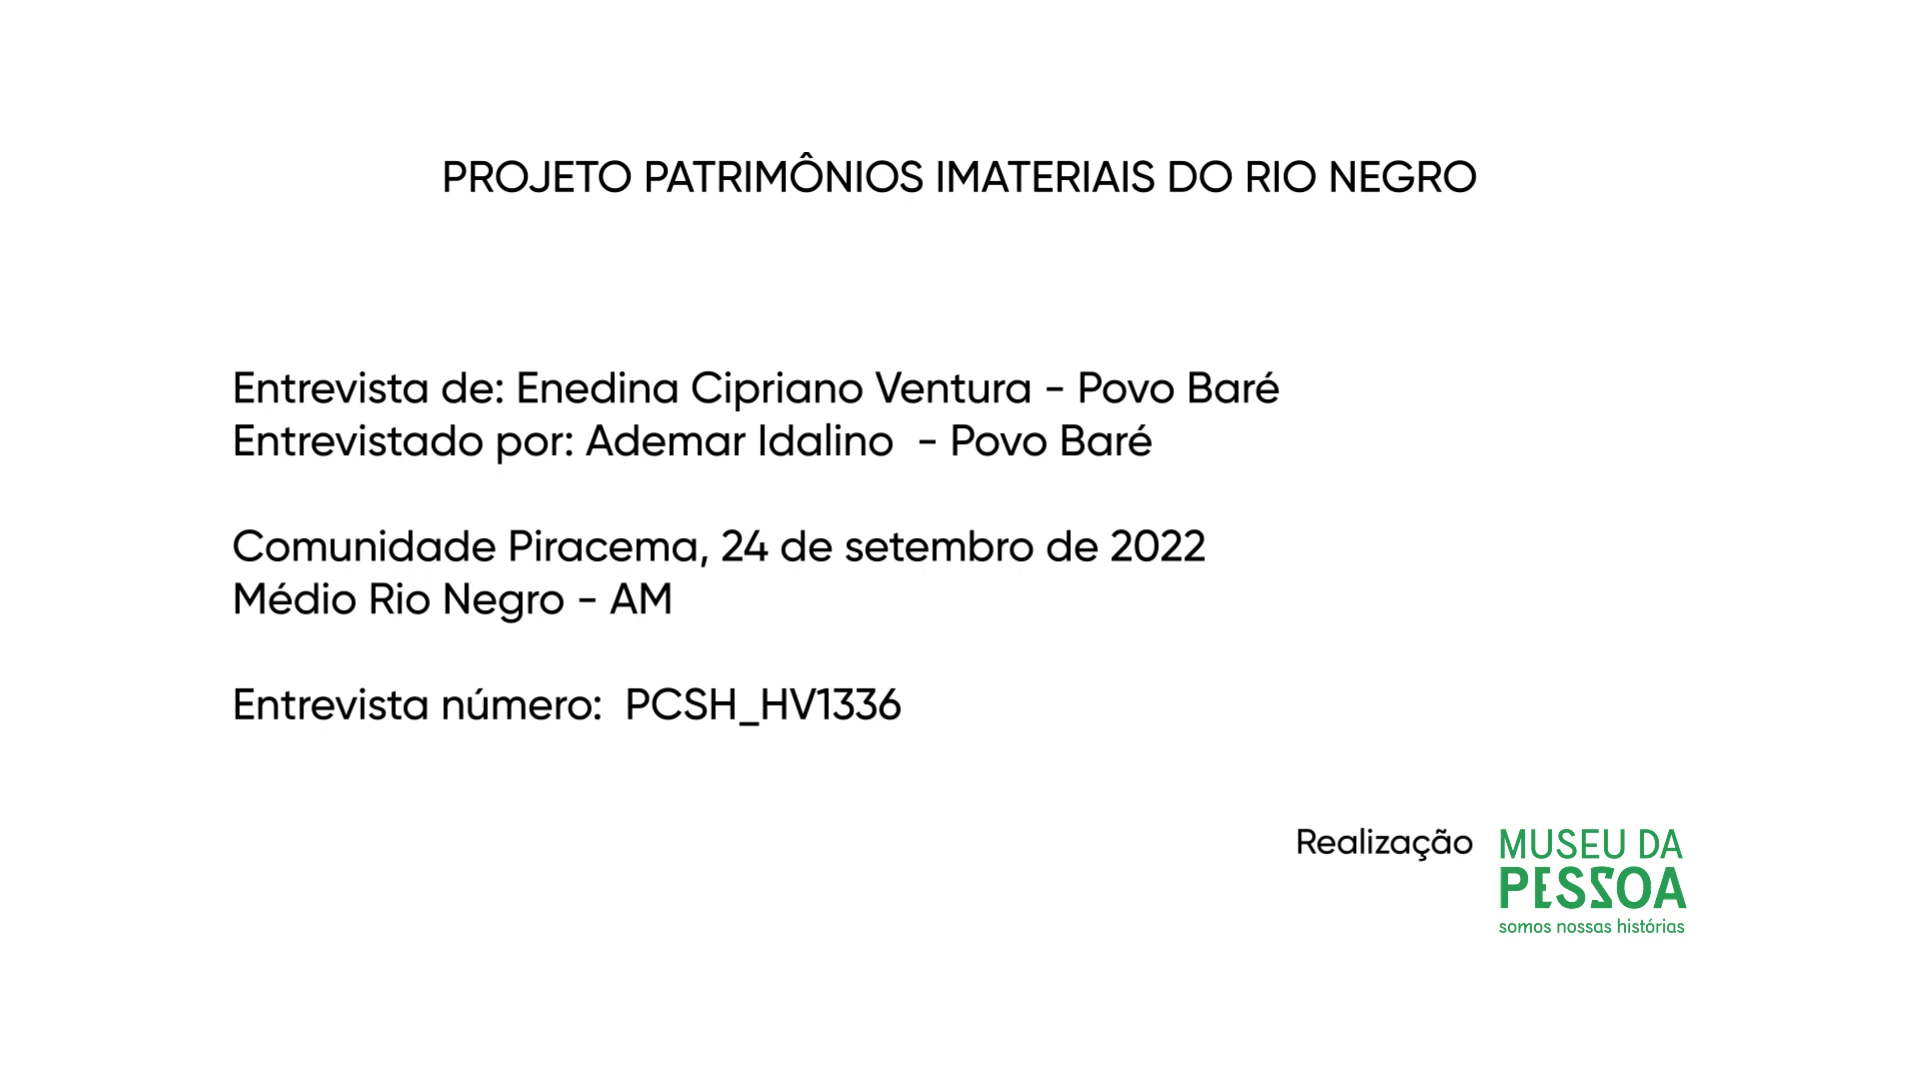 PROJETO PATRIMÔNIOS IMATERIAIS DO RIO NEGRO
Entrevista de: Enedina Cipriano Ventura - Povo Baré
Entrevistado por: Ademar Idalino  - Povo Baré
Comunidade Piracema, 24 de setembro de 2022
Médio Rio Negro - AM
Entrevista número:  PCSH_HV1336
Realização
MUSEU DA
PESSOA
somos nossas histórias